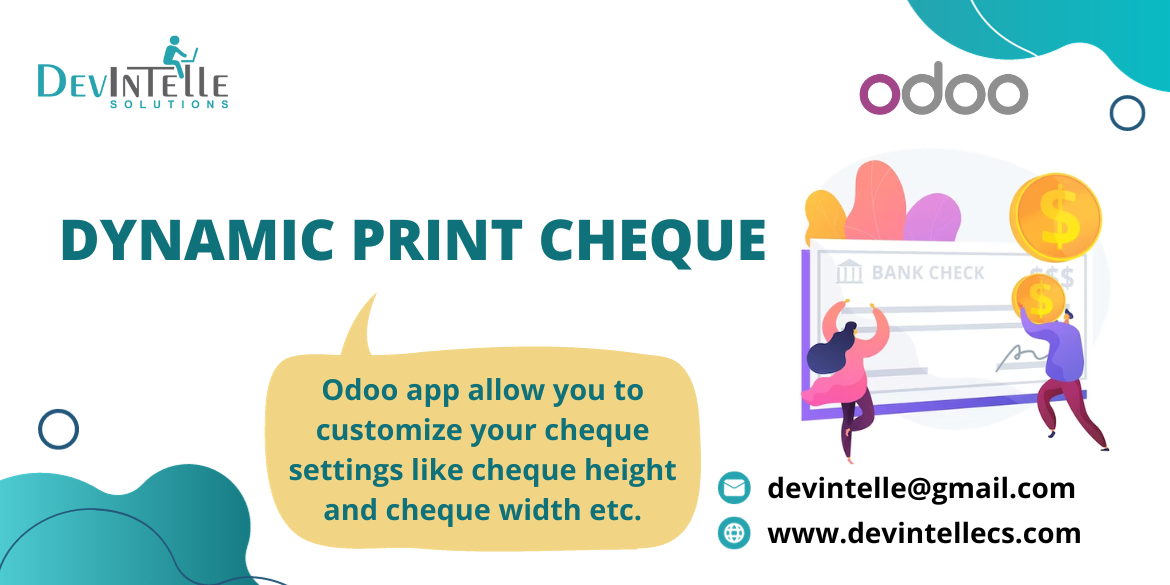 DEVINTELLE
SOLUTIONS
odoo
DYNAMIC PRINT CHEQUE
BANK CHECK
$$$
$
$
Odoo app allow you to
customize your cheque
settings like cheque height
and cheque width etc.
devintelle@gmail.com
www.devintellecs.com